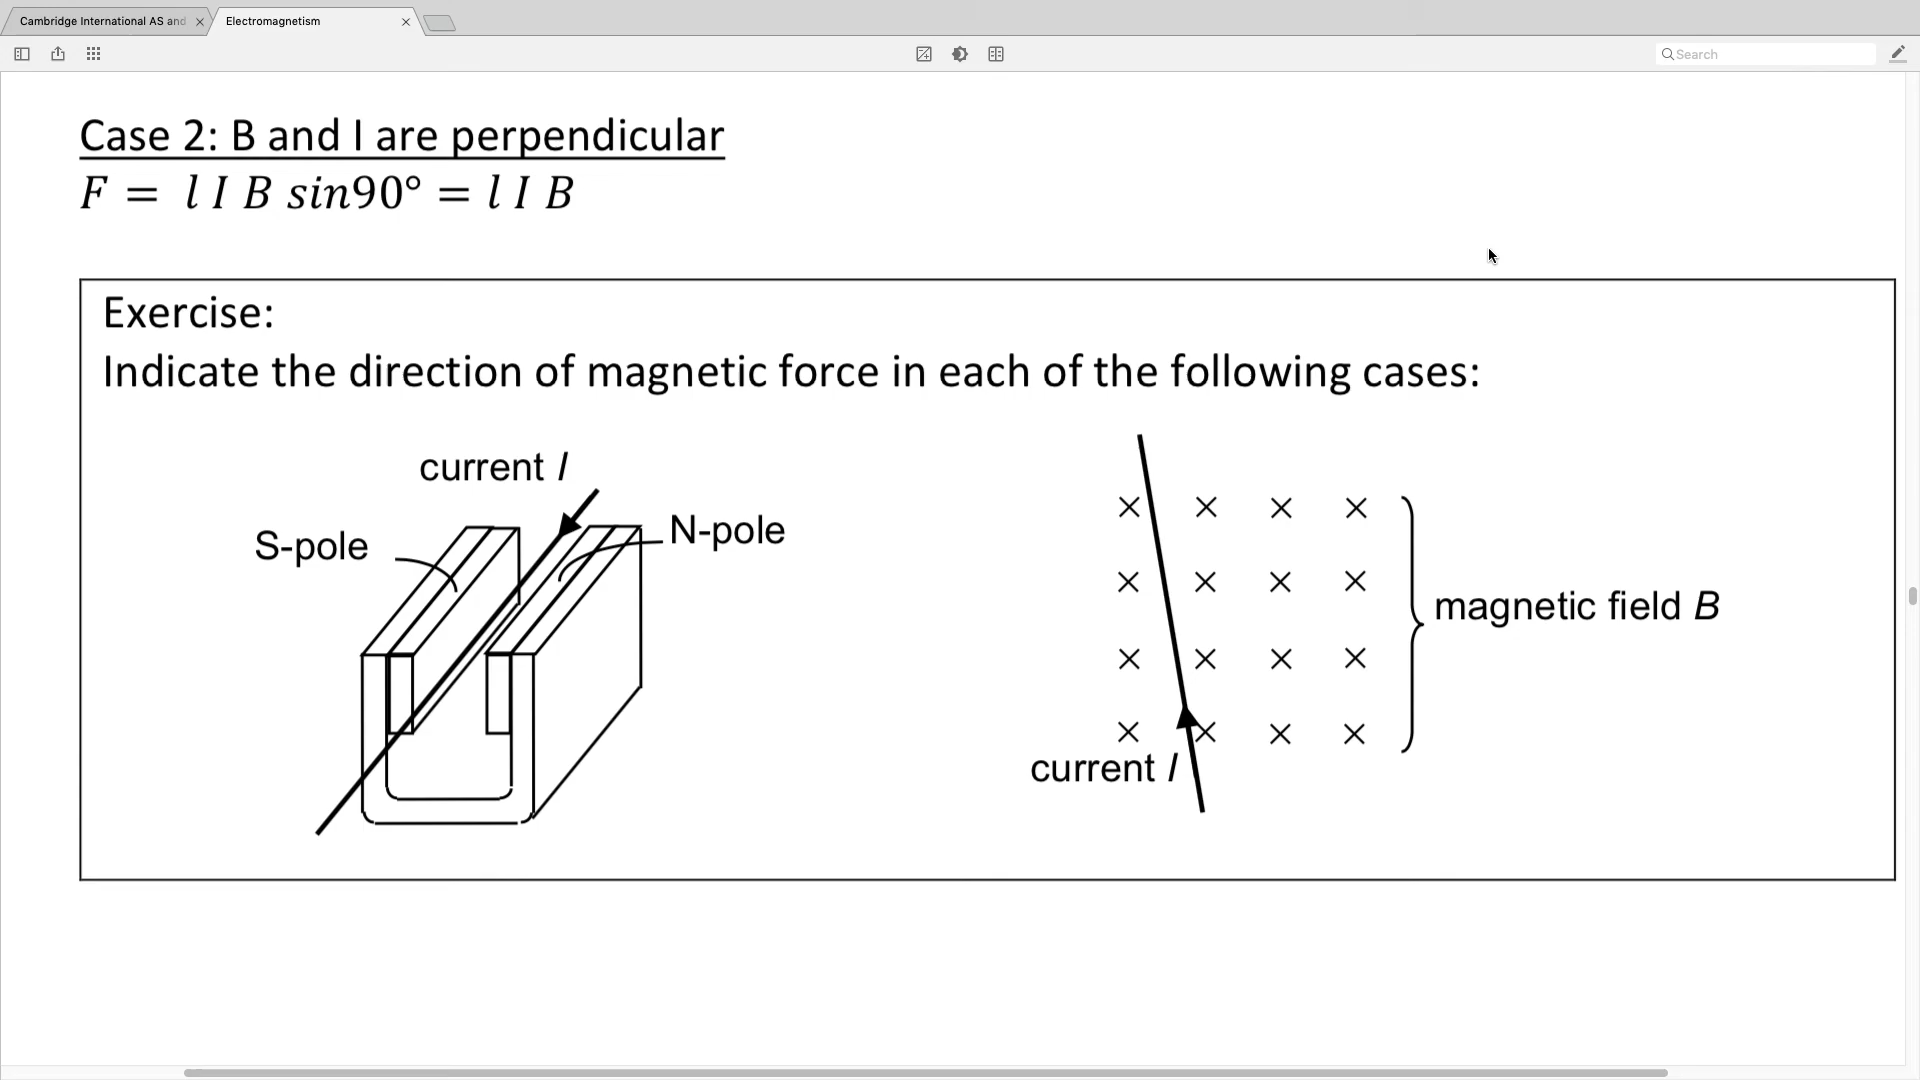 Cambridge International AS and
Electromagnetism
Search
Case 2: B and I are perpendicular
F = l I B sin90° = l I B
Exercise:
Indicate the direction of magnetic force in each of the following cases:
current I
S-pole
N-pole
magnetic field B
current I